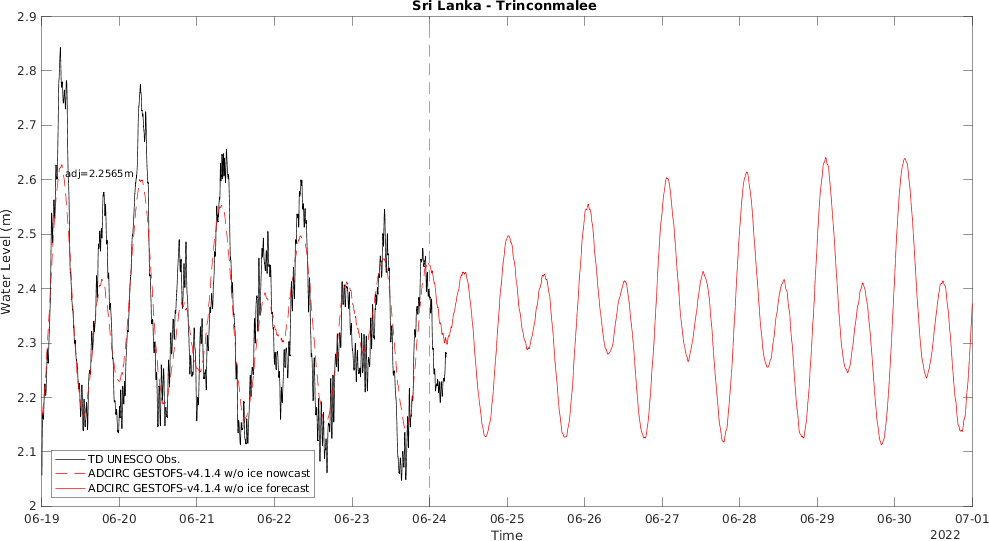 Sri Lanka - Trinconmalee
2.9
2.8
2.7
2.6
2.5
2.4
2.3
2.2
2.1
2
Water Level (m)
adj=2.2565m
TD UNESCO Obs.
ADCIRC GESTOFS-v4.1.4 w/o ice nowcast
ADCIRC GESTOFS-v4.1.4 w/o ice forecast
06-19 06-20 06-21 06-22 06-23 06-24 06-25 06-26 06-27 06-28 06-29 06-30 07-01
Time
2022